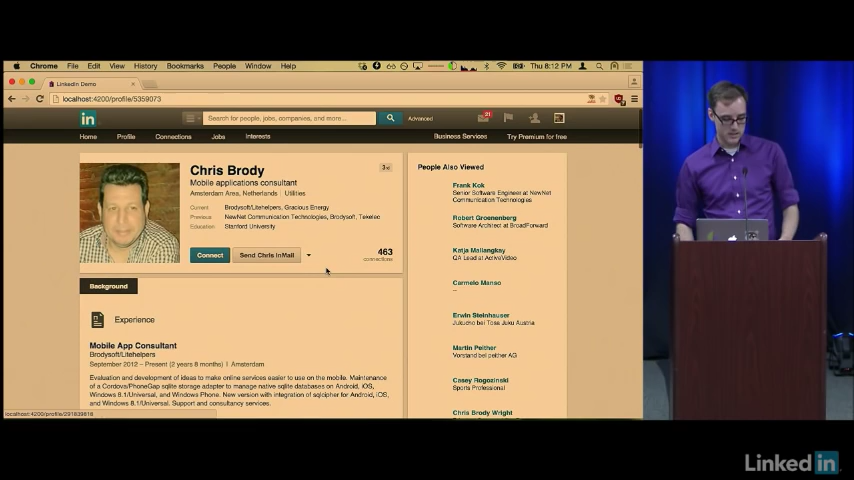 Chrome File Edit View History Bookmarks People Window Help
Thu 8:12 PM
LinkedIn Demo
localhost:4200/profile/5359073
in
Search for people, jobs, companies, and more...
Advanced
21
Home Profile Connections Jobs Interests
Business Services Try Premium for free
Chris Brody
3rd
Mobile applications consultant
Amsterdam Area, Netherlands | Utilities
Current Brodysoft/Litehelpers, Gracious Energy
Previous NewNet Communication Technologies, Brodysoft, Tekelec
Education Stanford University
Connect
Send Chris InMail
463
connections
Background
Experience
Mobile App Consultant
Brodysoft/Litehelpers
September 2012 – Present (2 years 8 months) | Amsterdam
Evaluation and development of ideas to make online services easier to use on the mobile. Maintenance
of a Cordova/PhoneGap sqlite storage adapter to manage native sqlite databases on Android, iOS,
Windows 8.1/Universal, and Windows Phone. New version with integration of sqlcipher for Android, iOS,
and Windows 8.1/Universal. Support and consultancy services.
People Also Viewed
Frank Kok
Senior Software Engineer at NewNet
Communication Technologies
Robert Groenenberg
Software Architect at BroadForward
Katja Mallangkay
QA Lead at ActiveVideo
Carmelo Manso
--
Erwin Steinhauser
Jukucho bei Tosa Juku Austria
Martin Peither
Vorstand bei peither AG
Casey Rogozinski
Sports Professional
Chris Brody Wright
LinkedIn